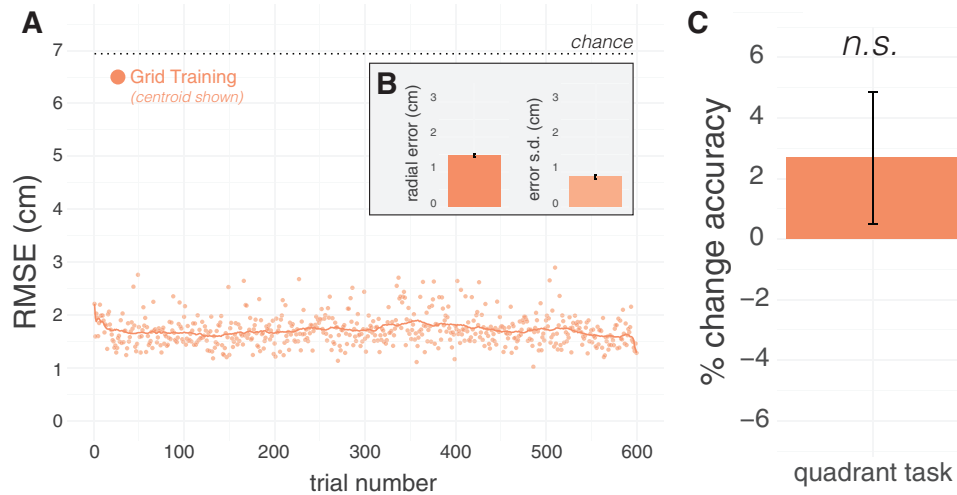 A
chance
Grid Training
(centroid shown)
RMSE (cm)
7
6
5
4
3
2
1
0
0
100
200
300
400
500
600
trial number
B
radial error (cm)
3
2
1
0
error s.d. (cm)
3
2
1
0
C
n.s.
% change accuracy
6
4
2
0
−2
−4
−6
quadrant task